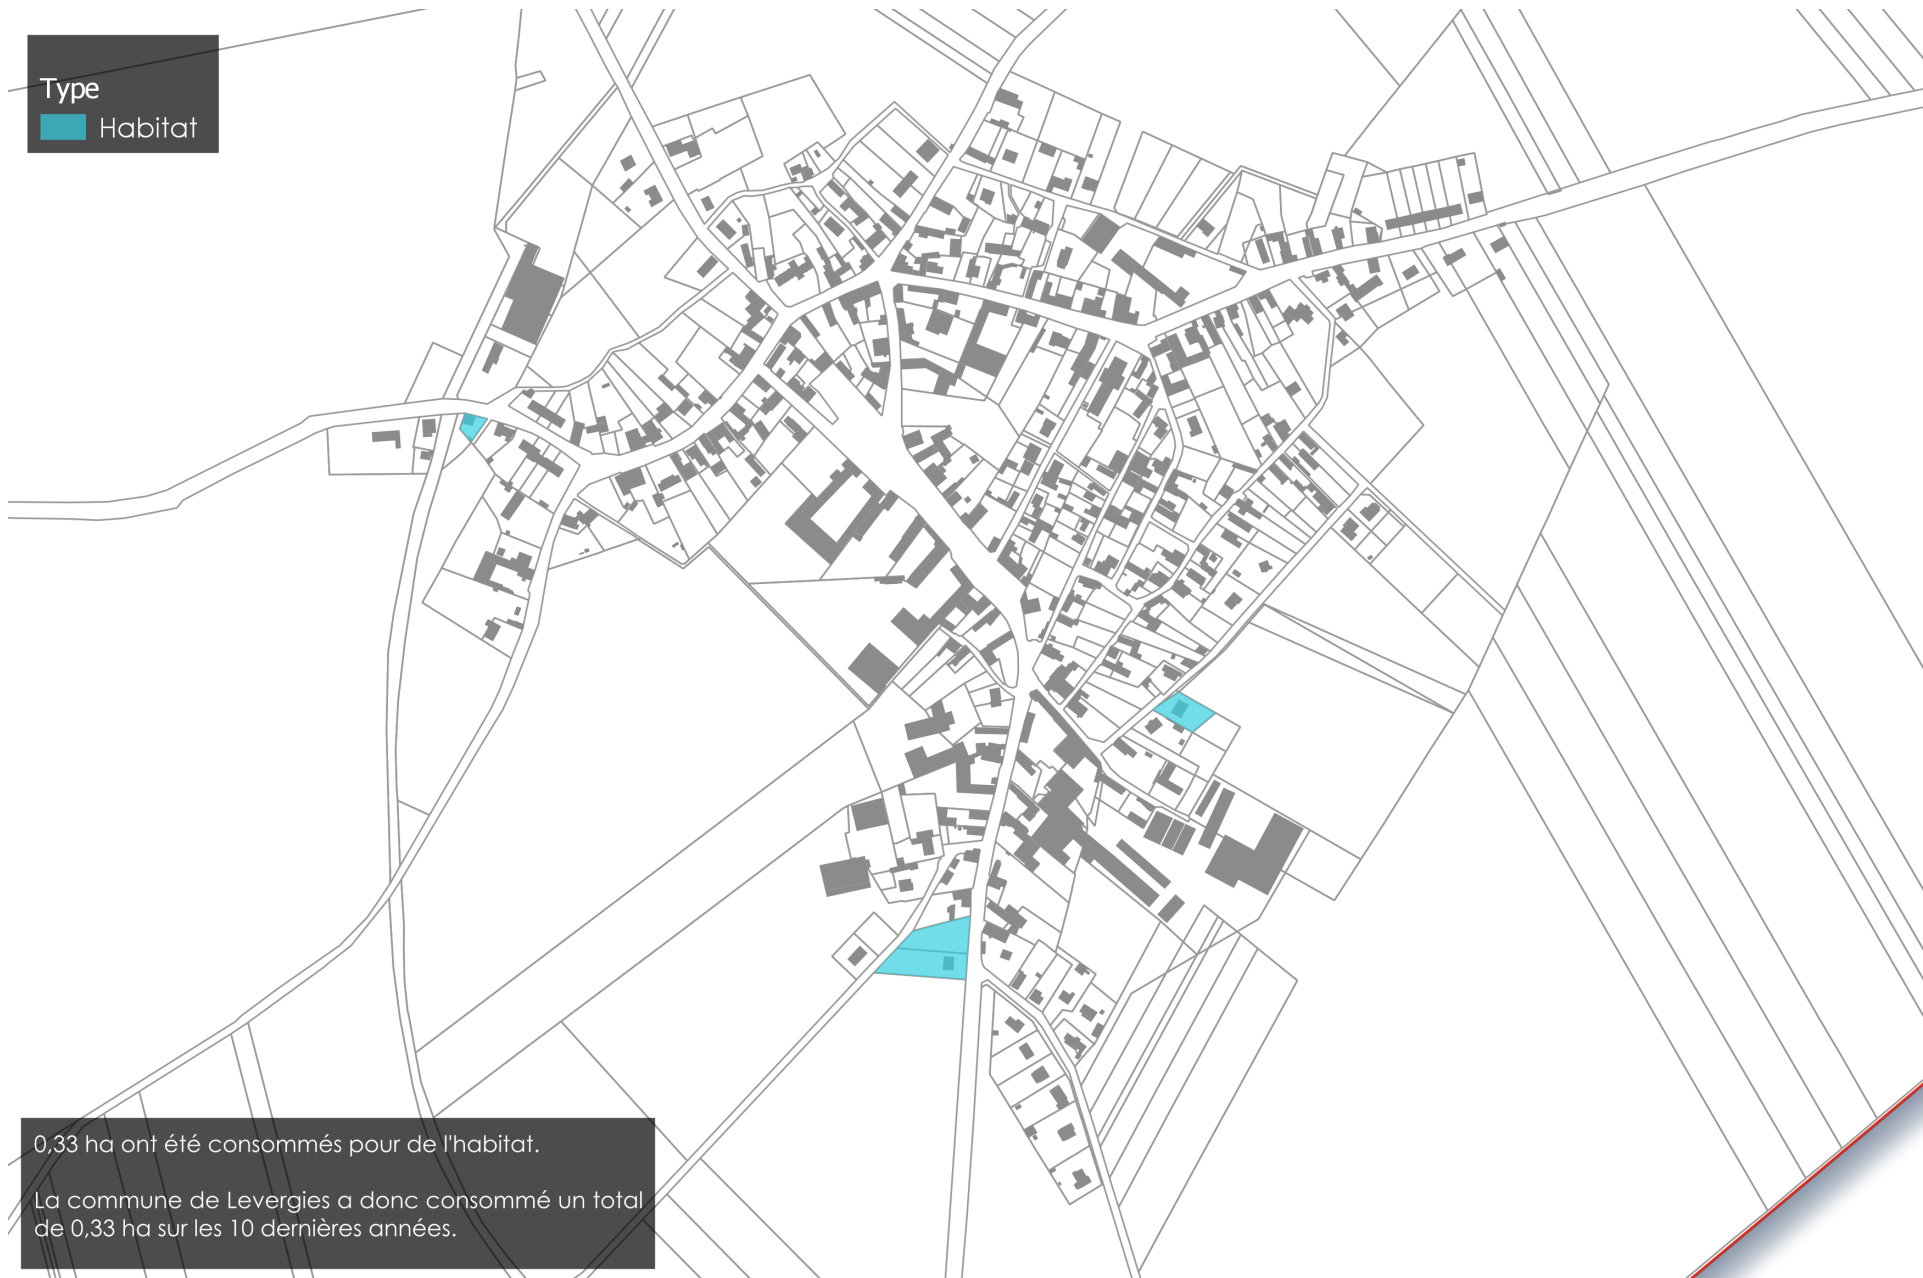 Type
Habitat
0,33 ha ont été consommés pour de l'habitat.
La commune de Levergies a donc consommé un total
de 0,33 ha sur les 10 dernières années.